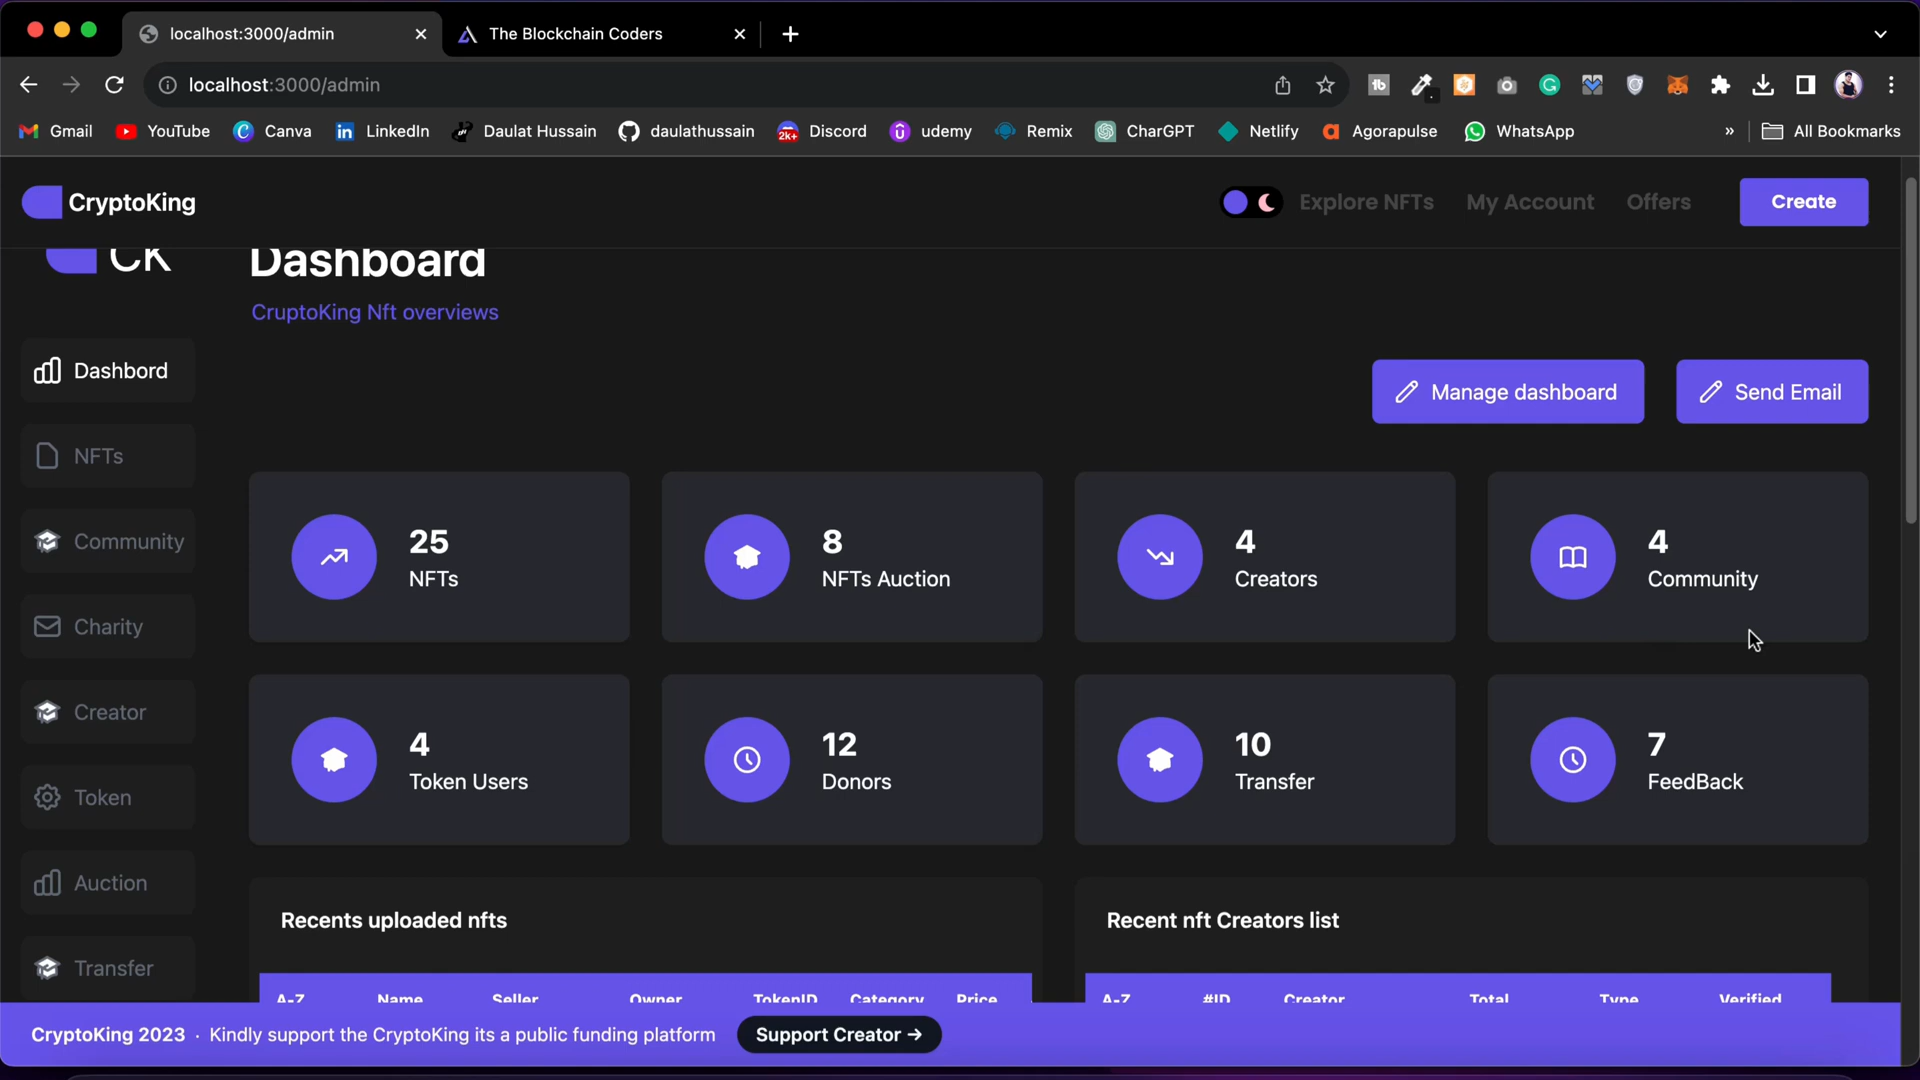 localhost:3000/admin
The Blockchain Coders
localhost:3000/admin
Gmail YouTube Canva LinkedIn Daulat Hussain daulathussain Discord udemy Remix CharGPT Netlify Agorapulse WhatsApp » All Bookmarks
CryptoKing
Explore NFTs My Account Offers Create
CK
Dashboard
CruptoKing Nft overviews
Manage dashboard Send Email
Dashbord
NFTs
Community
Charity
Creator
Token
Auction
Transfer
25
NFTs
8
NFTs Auction
4
Creators
4
Community
4
Token Users
12
Donors
10
Transfer
7
FeedBack
Recents uploaded nfts
A-Z Name Seller Owner TokenID Category Price
Recent nft Creators list
A-Z #ID Creator Total Type Verified
CryptoKing 2023 · Kindly support the CryptoKing its a public funding platform Support Creator →